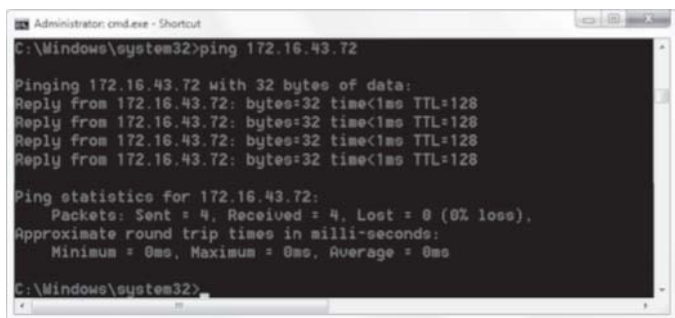 Administrator: cmd.exe - Shortcut
C:\Windows\system32>ping 172.16.43.72
Pinging 172.16.43.72 with 32 bytes of data:
Reply from 172.16.43.72: bytes=32 time<1ms TTL=128
Reply from 172.16.43.72: bytes=32 time<1ms TTL=128
Reply from 172.16.43.72: bytes=32 time<1ms TTL=128
Reply from 172.16.43.72: bytes=32 time<1ms TTL=128
Ping statistics for 172.16.43.72:
Packets: Sent = 4, Received = 4, Lost = 0 (0% loss),
Approximate round trip times in milli-seconds:
Minimum = 0ms, Maximum = 0ms, Average = 0ms
C:\Windows\system32>_